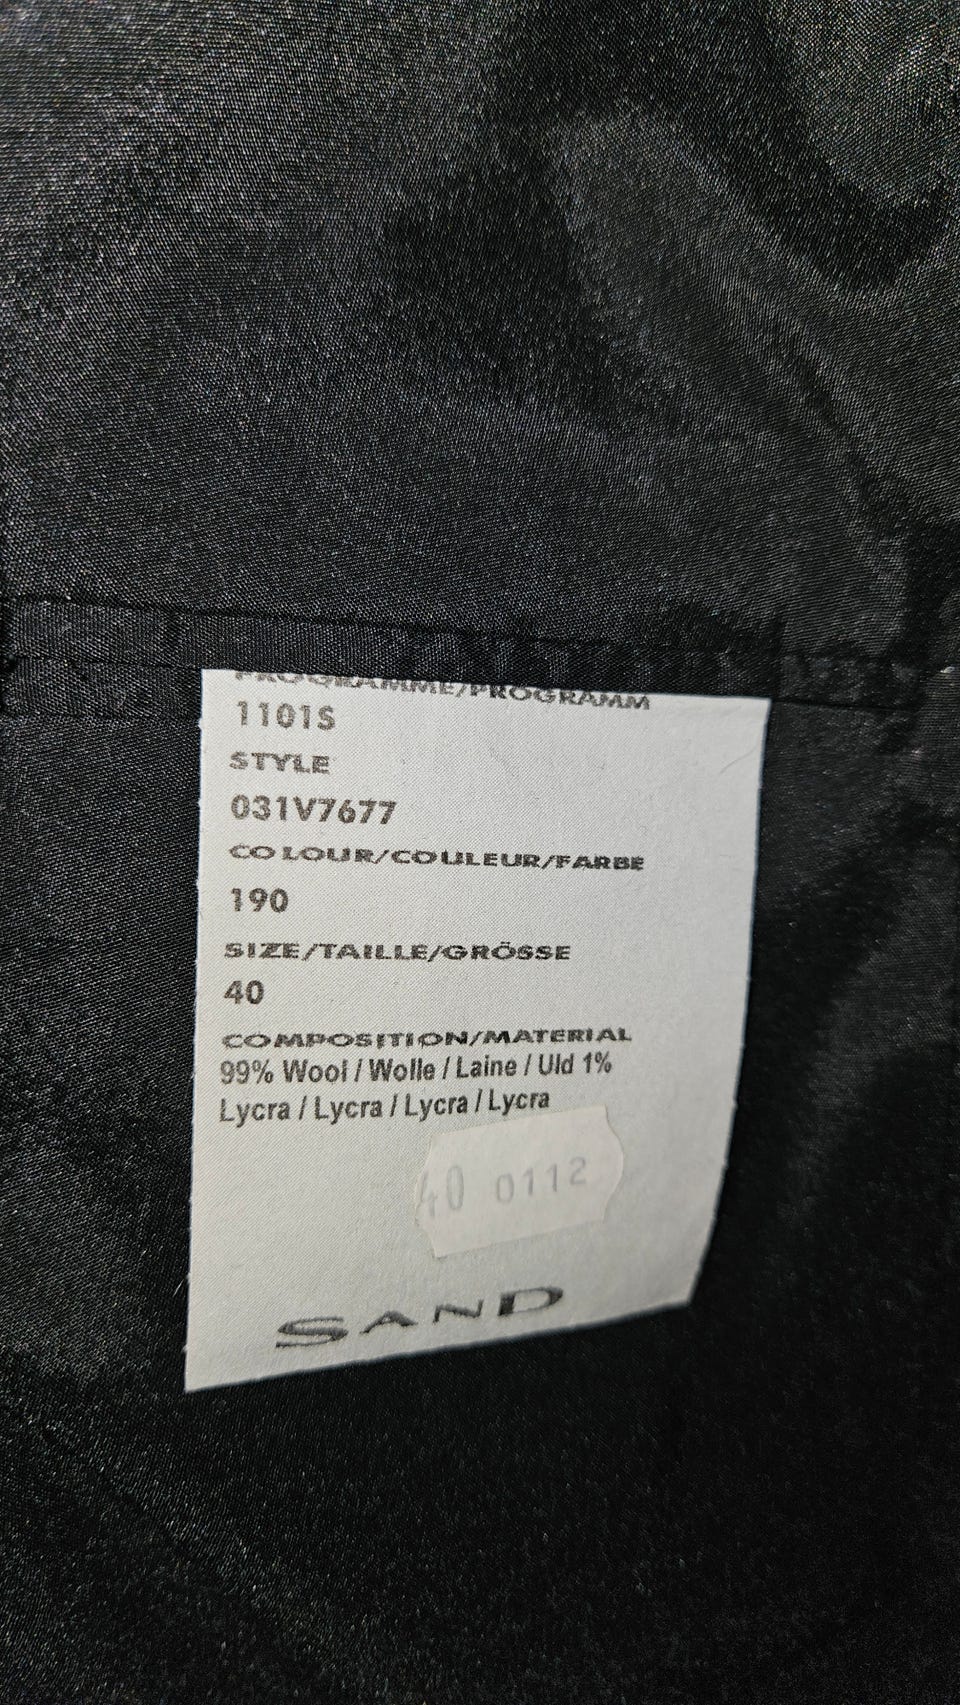 PROGRAMME/PROGRAMM
1101S
STYLE
031V7677
COLOUR/COULEUR/FARBE
190
SIZE/TAILLE/GRÖSSE
40
COMPOSITION/MATERIAL
99% Wool / Wolle / Laine / Uld 1%
Lycra / Lycra / Lycra / Lycra
40 0112
SAND